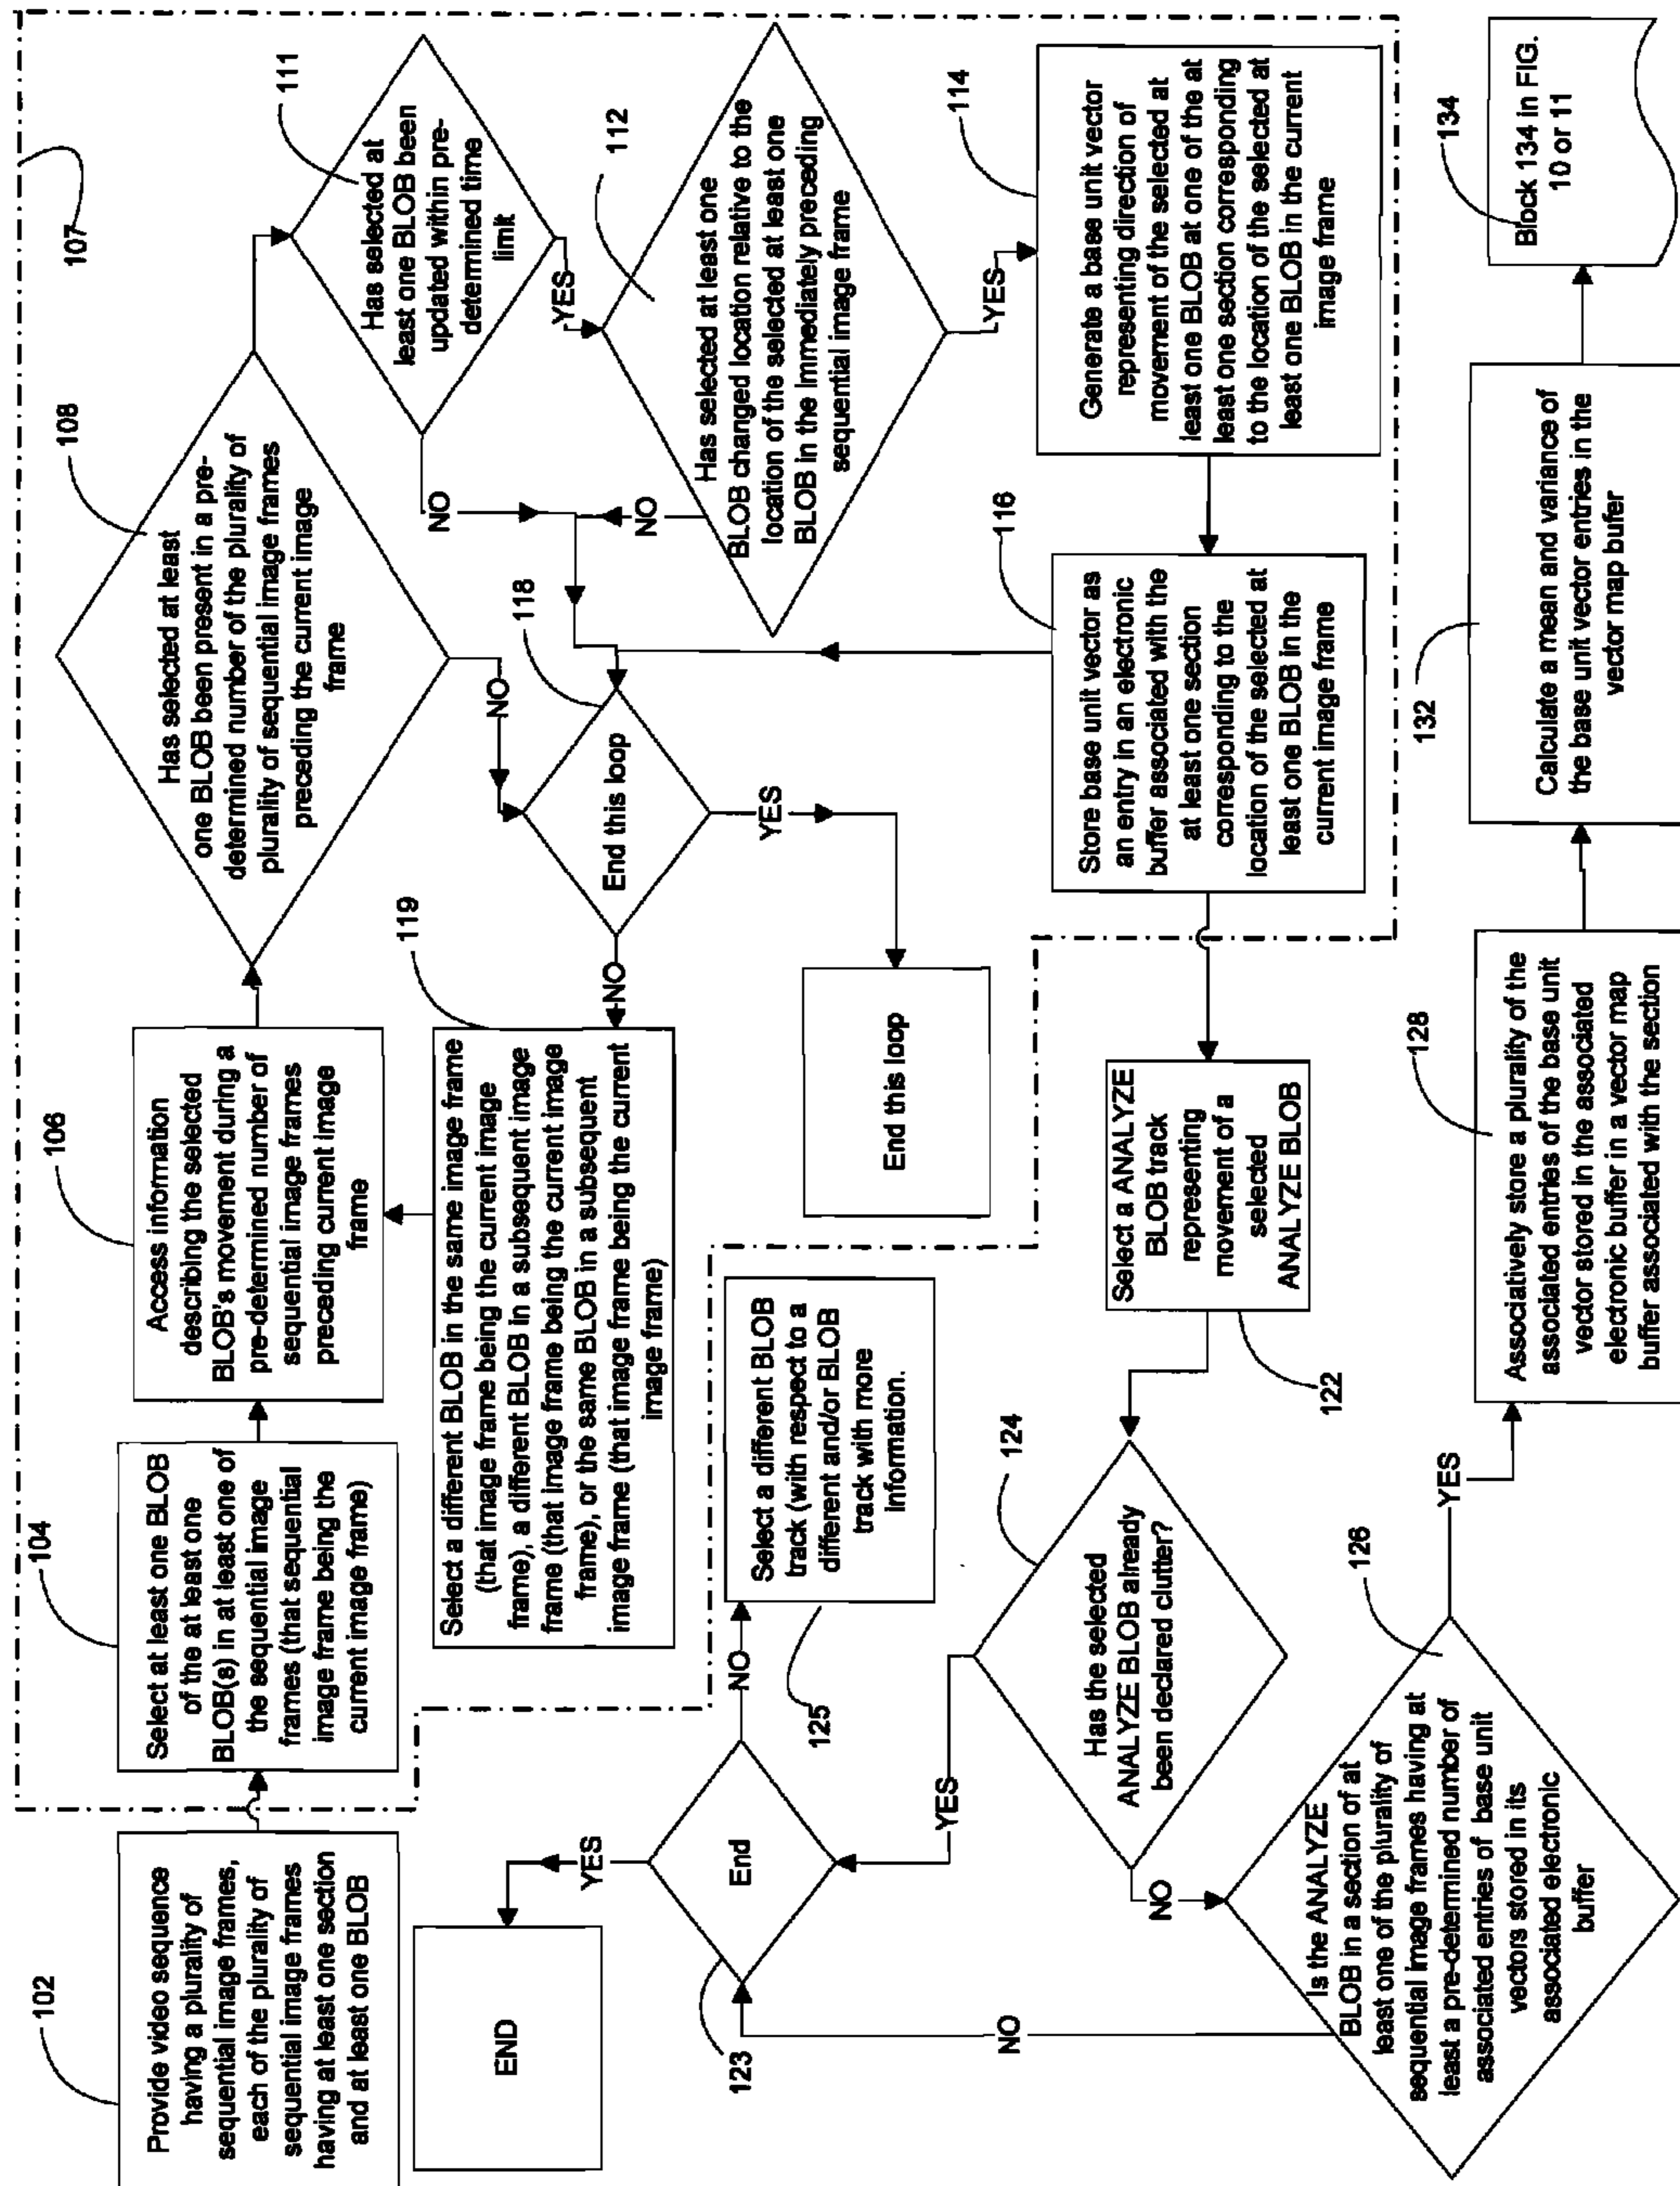 102
Provide video sequence
having a plurality of
sequential image frames,
each of the plurality of
sequential image frames
having at least one section
and at least one BLOB
104
Select at least one BLOB
of the at least one
BLOB(s) in at least one of
the sequential image
frames (that sequential
image frame being the
current image frame)
106
Access information
describing the selected
BLOB's movement during a
pre-determined number of
sequential image frames
preceding current image
frame
107
108
Has selected at least
one BLOB been present in a pre-
determined number of the plurality of
plurality of sequential image frames
preceding the current image
frame
NO
111
Has selected at
least one BLOB been
updated within pre-
determined time
limit
NO
YES
112
Has selected at least one
BLOB changed location relative to the
location of the selected at least one
BLOB in the immediately preceding
sequential image frame
NO
YES
114
Generate a base unit vector
representing direction of
movement of the selected at
least one BLOB at one of the at
least one section corresponding
to the location of the selected at
least one BLOB in the current
image frame
116
Store base unit vector as
an entry in an electronic
buffer associated with the
at least one section
corresponding to the
location of the selected at
least one BLOB in the
current image frame
118
End this loop
NO
YES
End this loop
119
Select a different BLOB in the same image frame
(that image frame being the current image
frame), a different BLOB in a subsequent image
frame (that image frame being the current image
frame), or the same BLOB in a subsequent
image frame (that image frame being the current
image frame)
122
Select a ANALYZE
BLOB track
representing
movement of a
selected
ANALYZE BLOB
124
Has the selected
ANALYZE BLOB already
been declared clutter?
YES
NO
123
End
YES
NO
END
125
Select a different BLOB
track (with respect to a
different and/or BLOB
track with more
information.
126
Is the ANALYZE
BLOB in a section of at
least one of the plurality of
sequential image frames having at
least a pre-determined number of
associated entries of base unit
vectors stored in its
associated electronic
buffer
NO
YES
128
Associatively store a plurality of the
associated entries of the base unit
vector stored in the associated
electronic buffer in a vector map
buffer associated with the section
132
Calculate a mean and variance of
the base unit vector entries in the
vector map bufer
134
Block 134 in FIG.
10 or 11